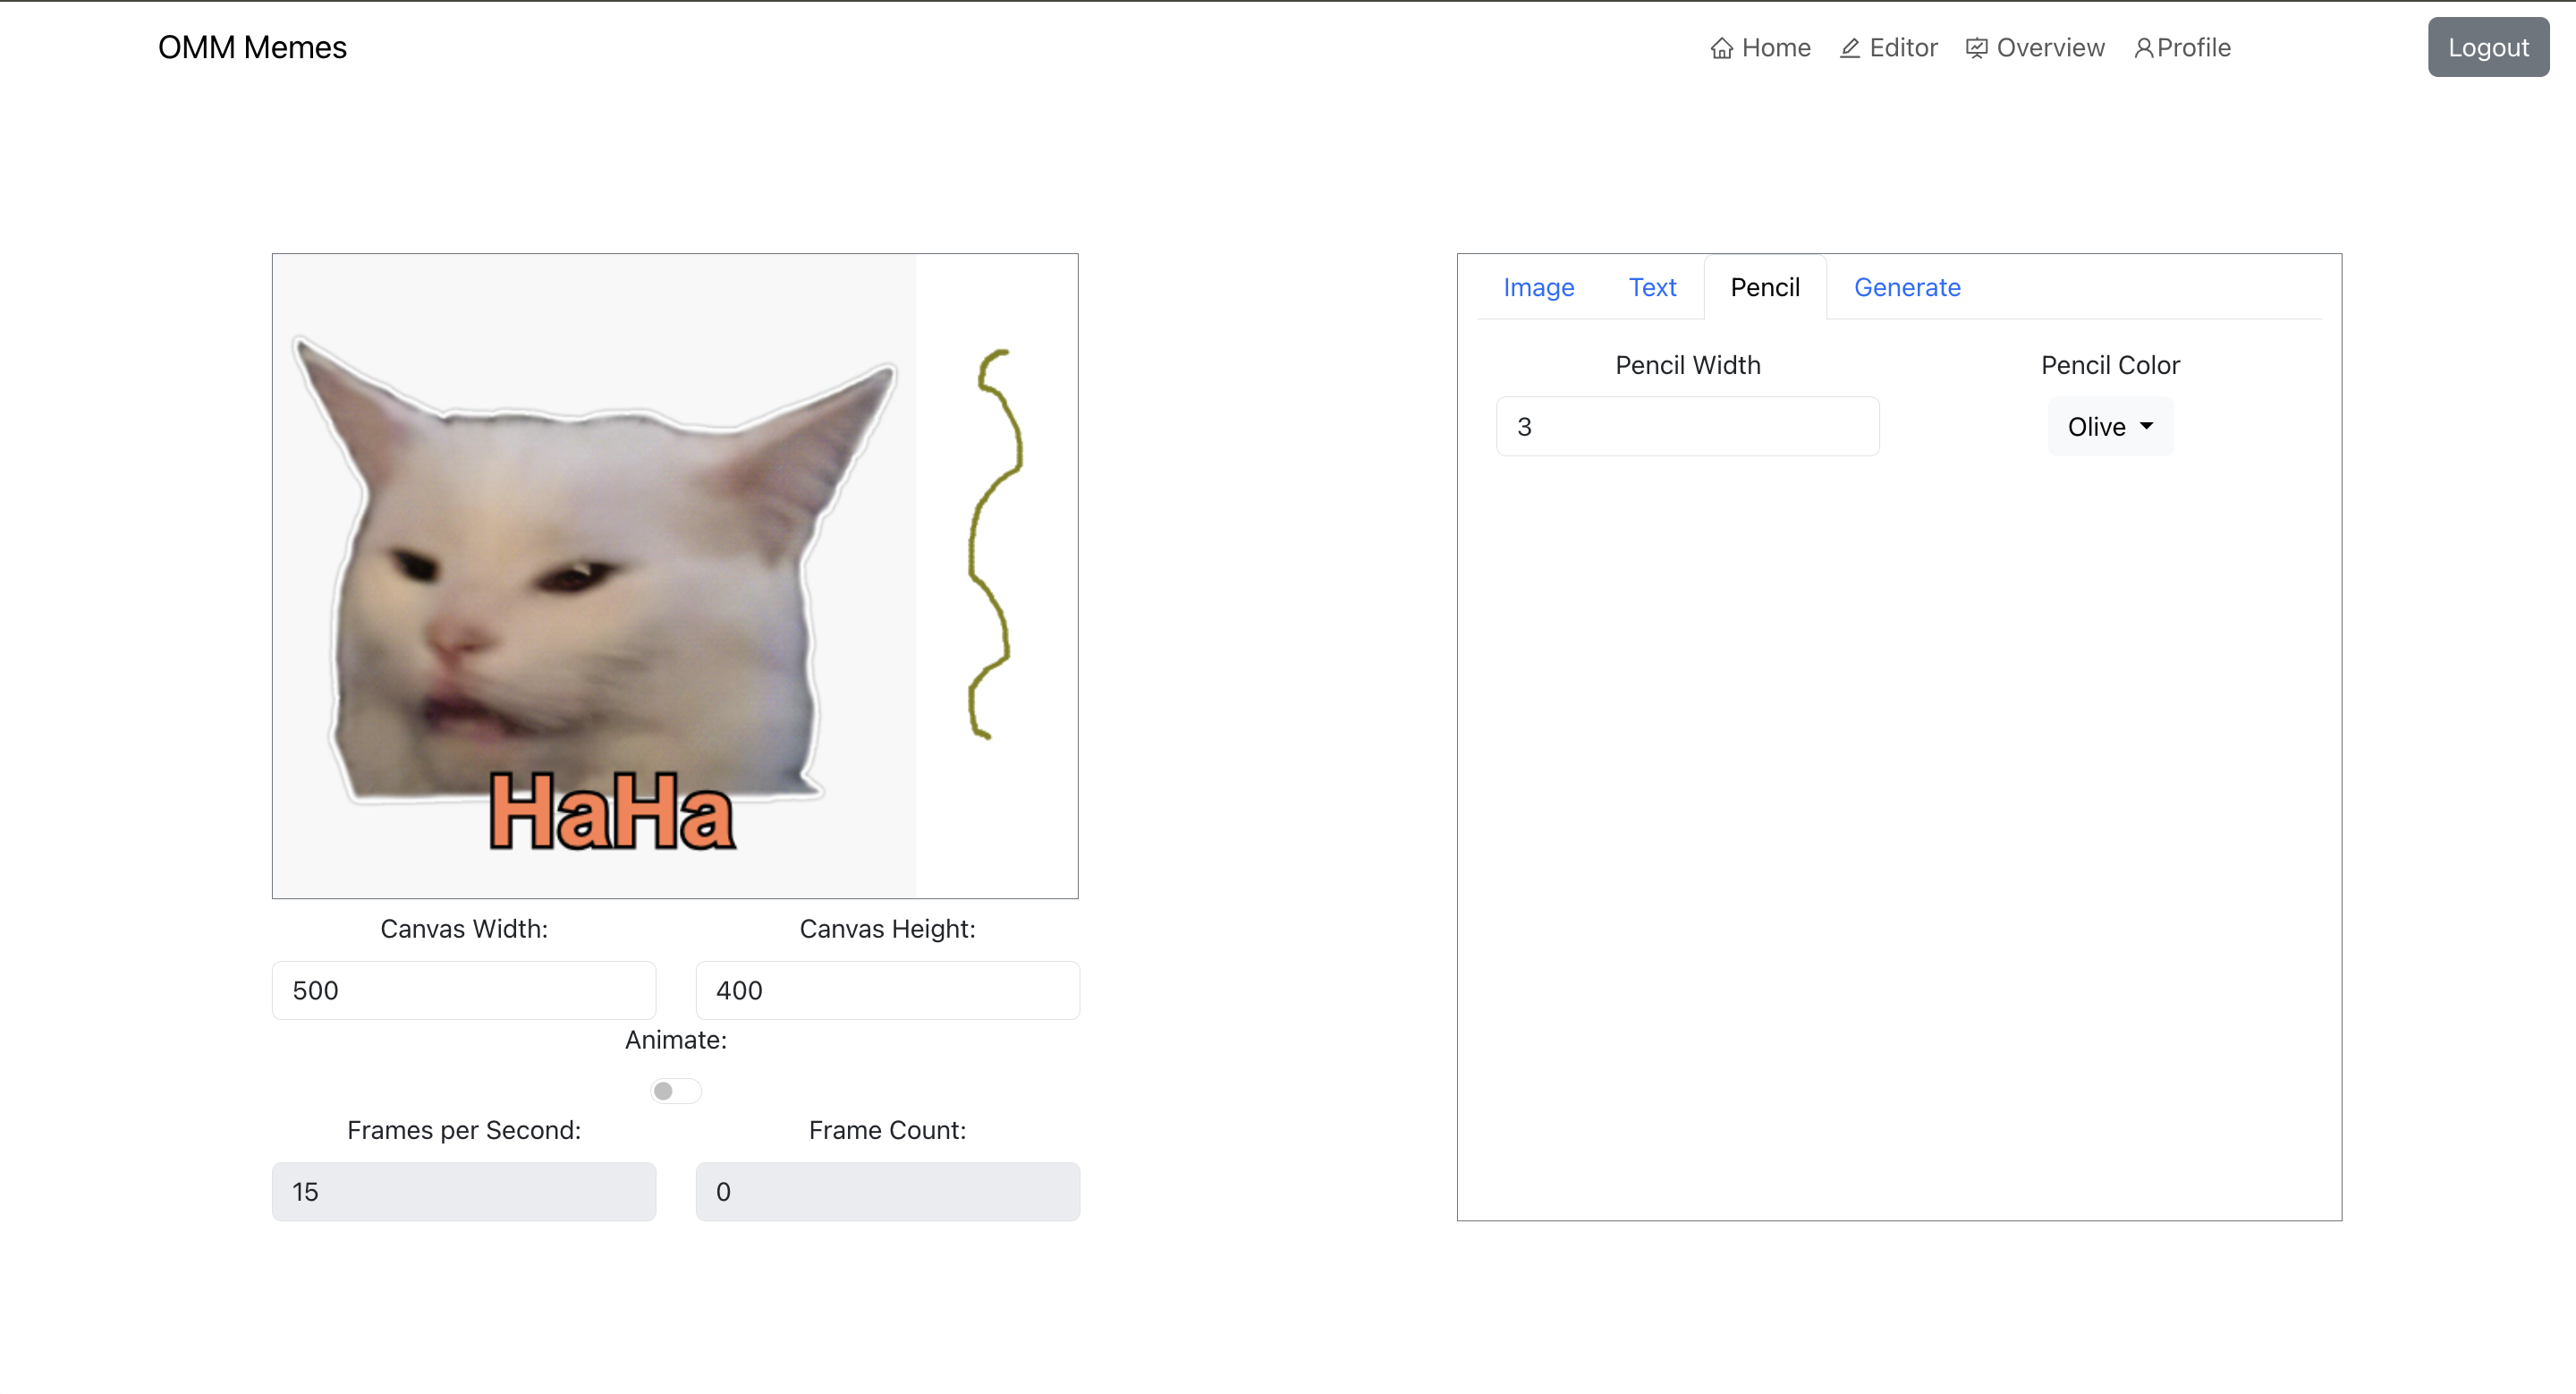 OMM Memes
Home Editor Overview Profile Logout
HaHa
Canvas Width: Canvas Height:
500 400
Animate:
Frames per Second: Frame Count:
15 0
Image Text Pencil Generate
Pencil Width Pencil Color
3 Olive